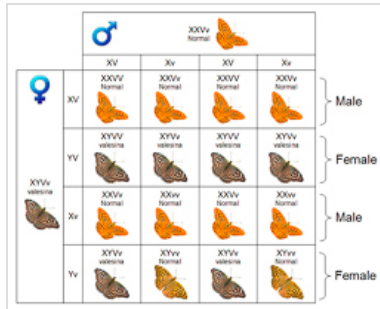 XXVv
Normal
XV Xv XV Xv
XV
XXVV XXVv XXVV XXVv
Normal Normal Normal Normal
Male
YV
XYVV XYVv XYVV XYVv
valesina valesina valesina valesina
Female
XYVv
valesina
Xv
XXVv XXvv XXVv XXvv
Normal Normal Normal Normal
Male
Yv
XYVv XYvv XYVv XYvv
valesina Normal valesina Normal
Female